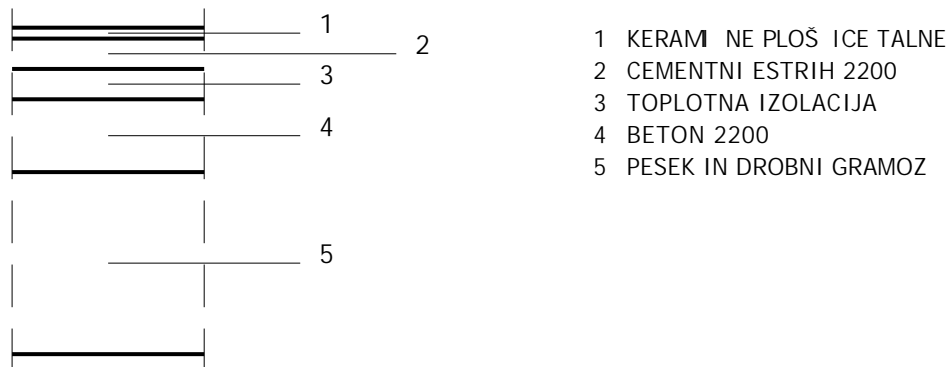 1
2
3
4
5
1 KERAMI NE PLOŠ ICE TALNE
2 CEMENTNI ESTRIH 2200
3 TOPLOTNA IZOLACIJA
4 BETON 2200
5 PESEK IN DROBNI GRAMOZ